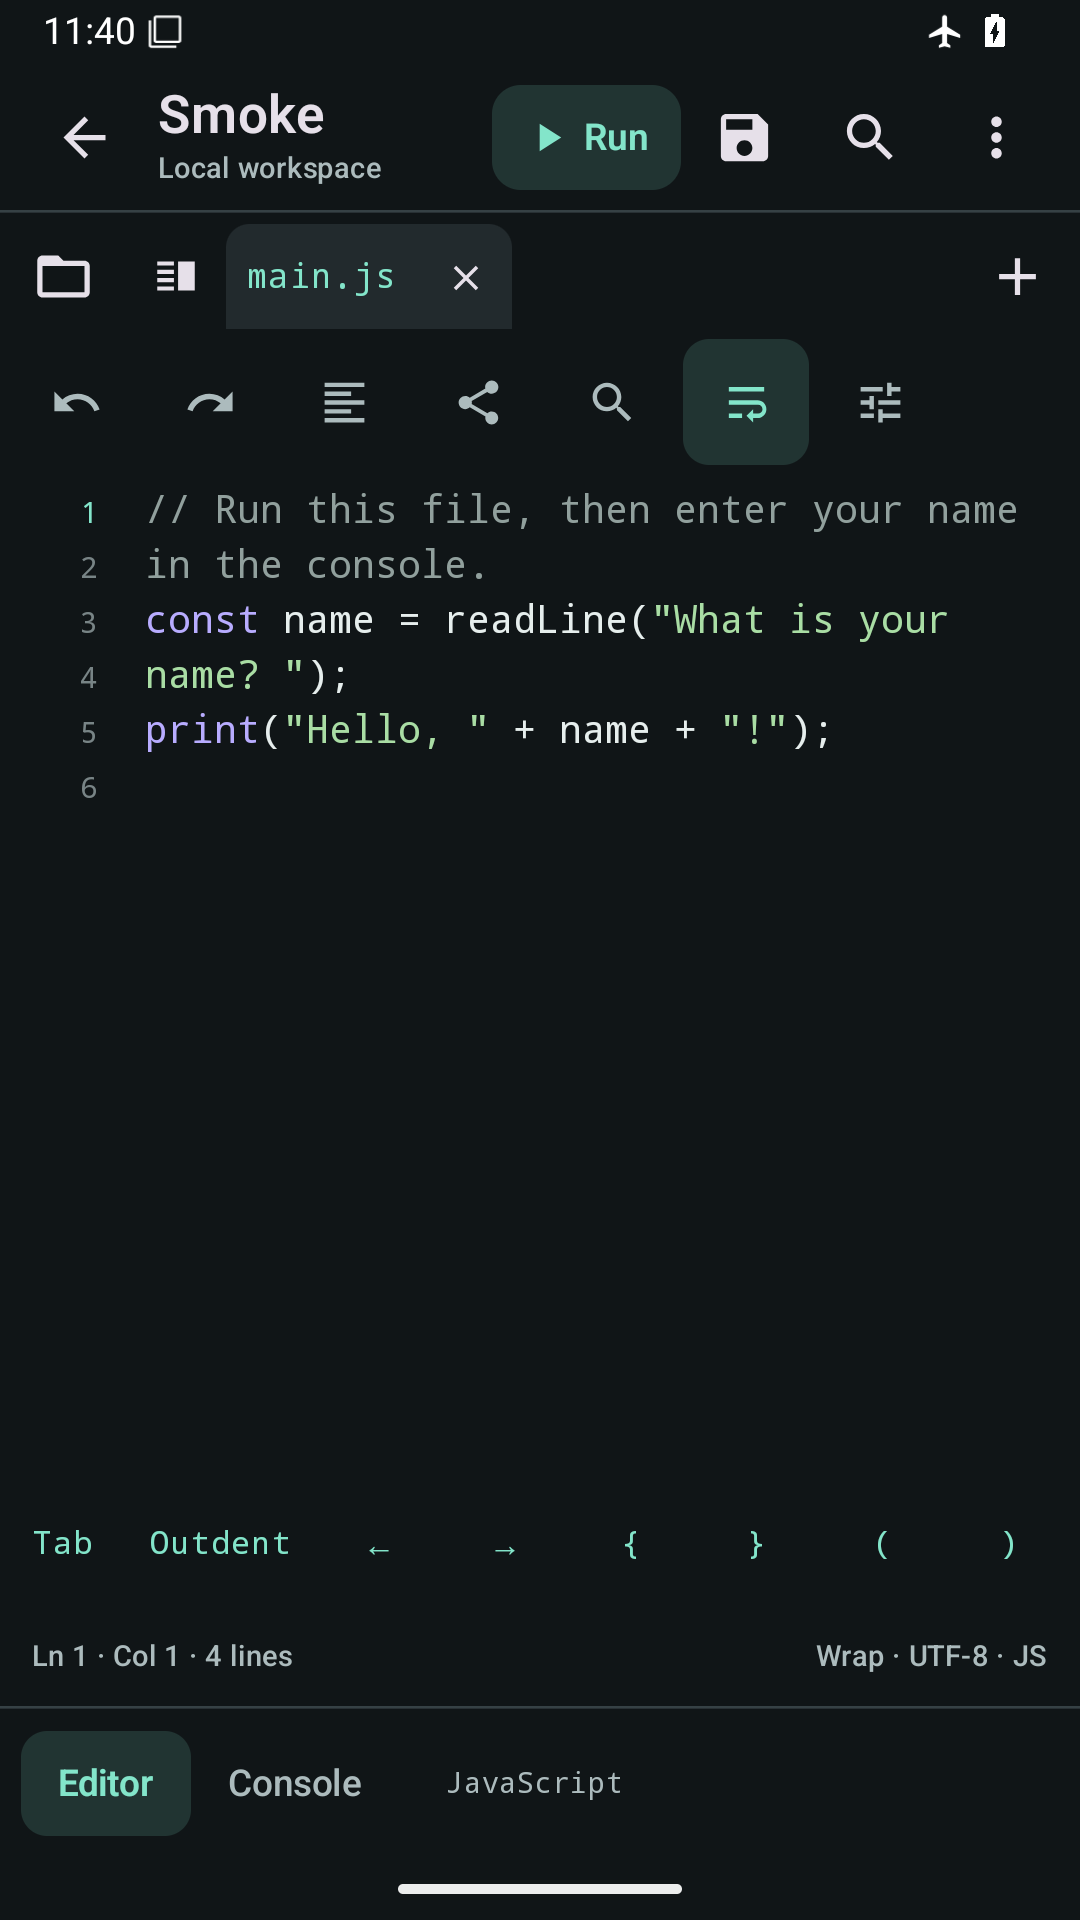 11:40
Smoke
Local workspace
Run
main.js
1 // Run this file, then enter your name
2 in the console.
3 const name = readLine("What is your
4 name? ");
5 print("Hello, " + name + "!");
6
Tab Outdent ← → { } ( )
Ln 1 · Col 1 · 4 lines Wrap · UTF-8 · JS
Editor Console JavaScript